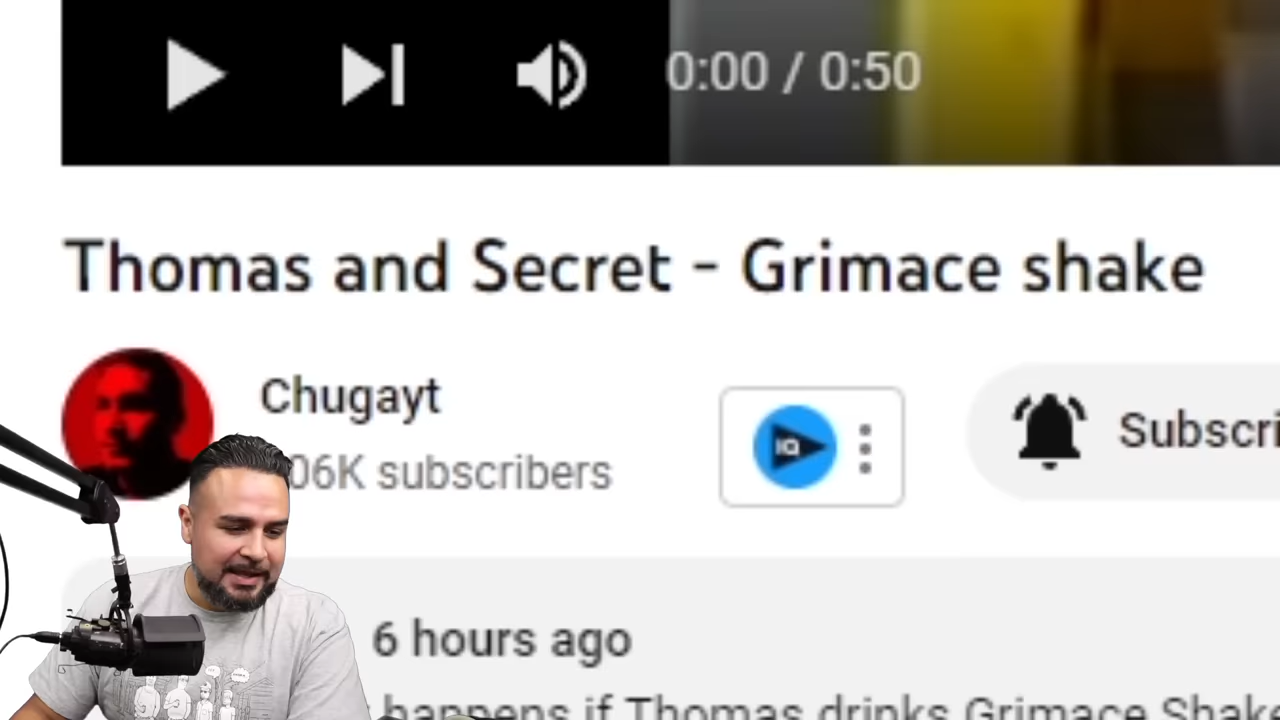 0:00 / 0:50
Thomas and Secret - Grimace shake
Chugayt
06K subscribers
IQ
Subscri
6 hours ago
happens if Thomas drinks Grimace Shake